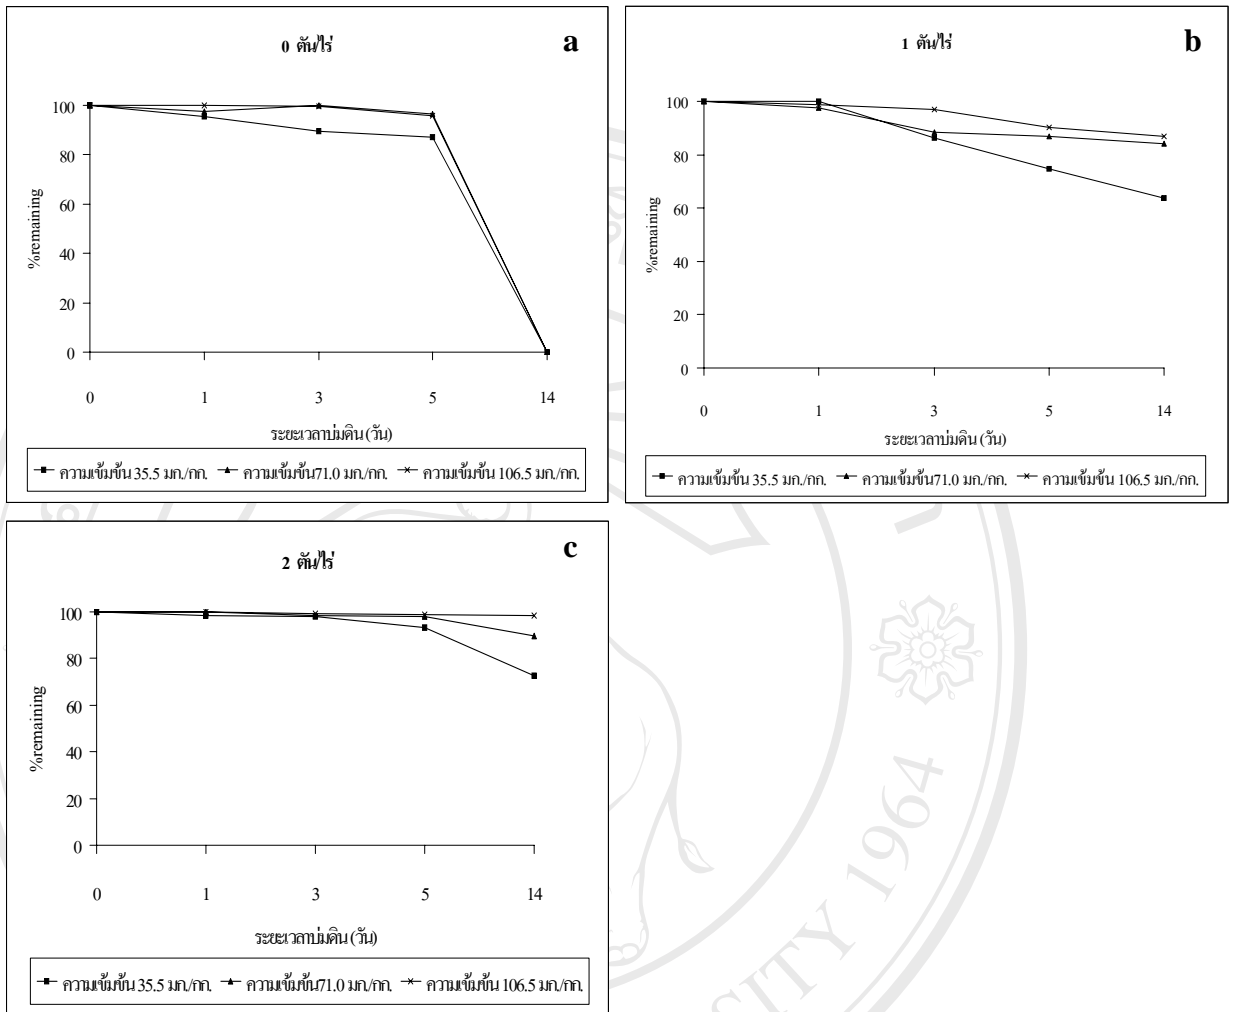 0 ตัน/ไร่
a
100
80
60
40
20
0
%remaining
0 1 3 5 14
ระยะเวลาบ่มดิน (วัน)
ความเข้มข้น 35.5 มก./กก. ความเข้มข้น71.0 มก./กก. ความเข้มข้น 106.5 มก./กก.
1 ตัน/ไร่
b
100
80
60
40
20
0
%remaining
0 1 3 5 14
ระยะเวลาบ่มดิน (วัน)
ความเข้มข้น 35.5 มก./กก. ความเข้มข้น71.0 มก./กก. ความเข้มข้น 106.5 มก./กก.
2 ตัน/ไร่
c
100
80
60
40
20
0
%remaining
0 1 3 5 14
ระยะเวลาบ่มดิน (วัน)
ความเข้มข้น 35.5 มก./กก. ความเข้มข้น71.0 มก./กก. ความเข้มข้น 106.5 มก./กก.
SITY 1964